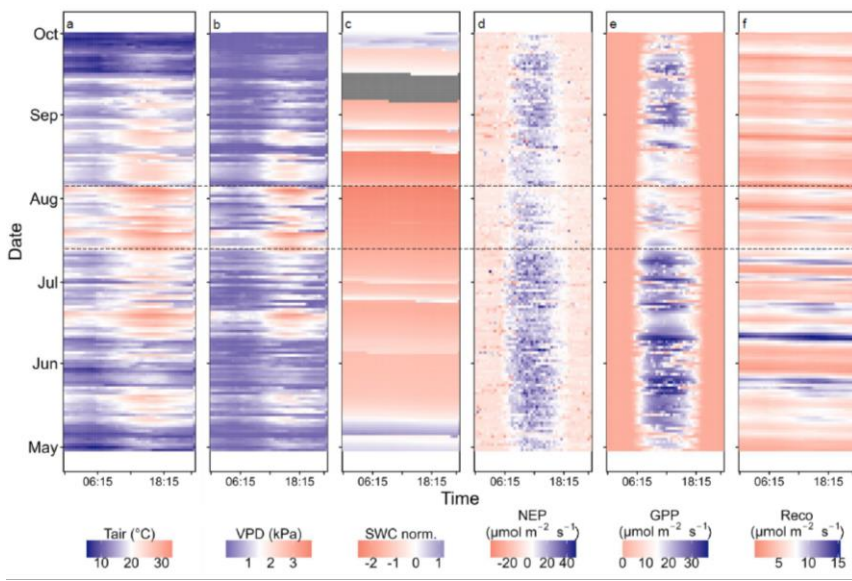 a
b
c
d
e
f
Date
Oct
Sep
Aug
Jul
Jun
May
06:15 18:15 06:15 18:15 06:15 18:15 06:15 18:15 06:15 18:15 06:15 18:15
Time
Tair (°C)
10 20 30
VPD (kPa)
1 2 3
SWC norm.
-2 -1 0 1
NEP
(μmol m⁻² s⁻¹)
-20 0 20 40
GPP
(μmol m⁻² s⁻¹)
0 10 20 30
Reco
(μmol m⁻² s⁻¹)
5 10 15